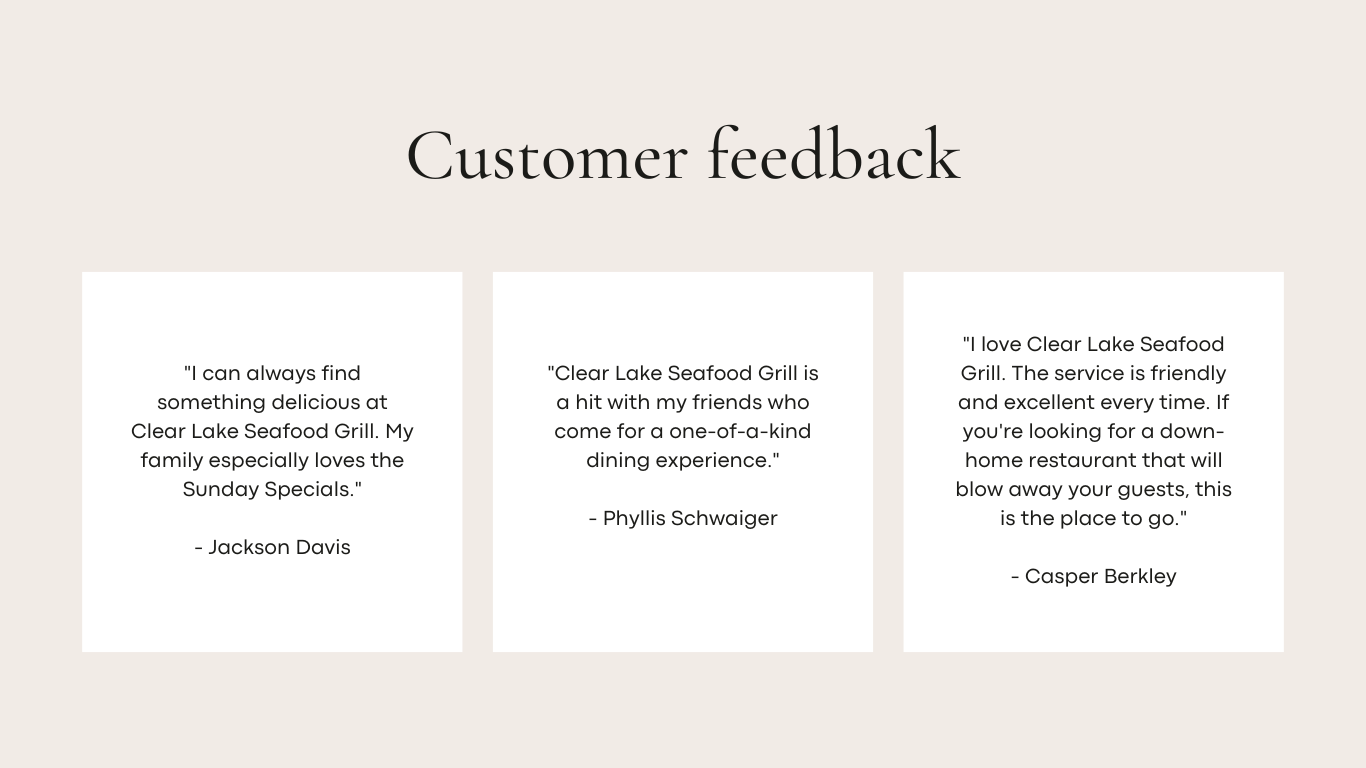 Customer feedback
"I can always find
something delicious at
Clear Lake Seafood Grill. My
family especially loves the
Sunday Specials."
- Jackson Davis
"Clear Lake Seafood Grill is
a hit with my friends who
come for a one-of-a-kind
dining experience."
- Phyllis Schwaiger
"I love Clear Lake Seafood
Grill. The service is friendly
and excellent every time. If
you're looking for a down-
home restaurant that will
blow away your guests, this
is the place to go."
- Casper Berkley